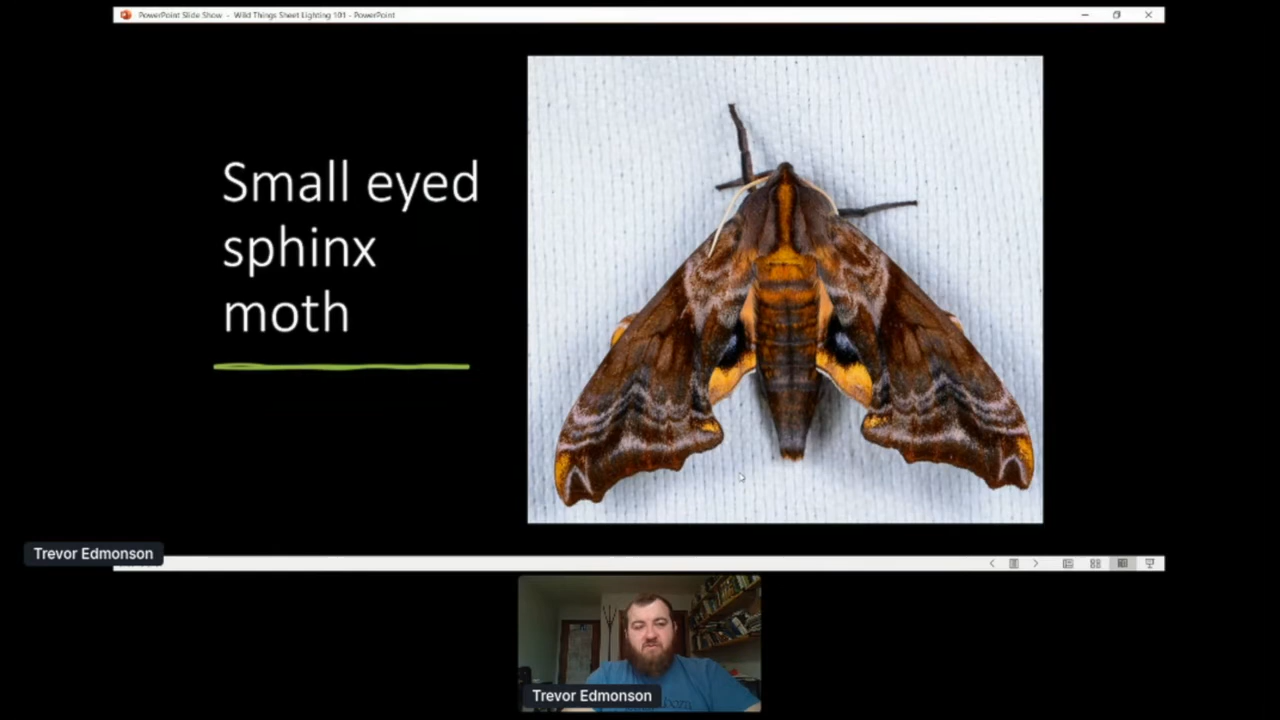 PowerPoint Slide Show - Wild Things Sheet Lighting 101 - PowerPoint
Small eyed
sphinx
moth
Trevor Edmonson
Trevor Edmonson